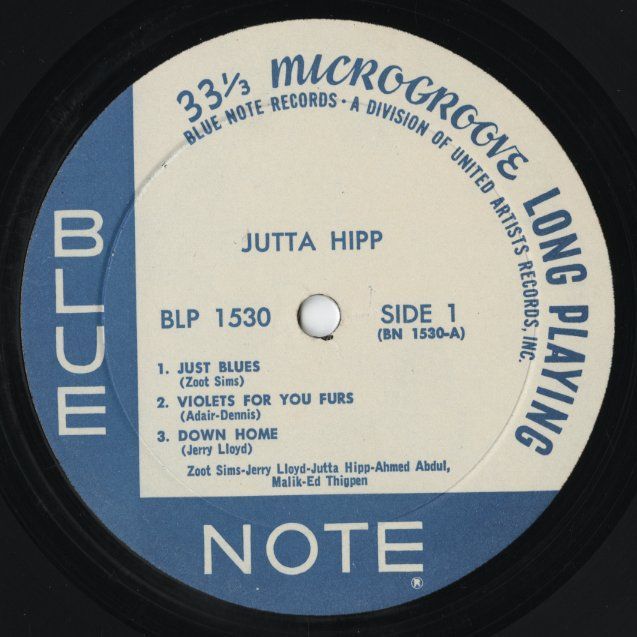 33⅓ MICROGROOVE LONG PLAYING
BLUE NOTE RECORDS · A DIVISION OF UNITED ARTISTS RECORDS, INC.
JUTTA HIPP
BLP 1530
SIDE 1
(BN 1530-A)
1. JUST BLUES
(Zoot Sims)
2. VIOLETS FOR YOU FURS
(Adair-Dennis)
3. DOWN HOME
(Jerry Lloyd)
Zoot Sims-Jerry Lloyd-Jutta Hipp-Ahmed Abdul,
Malik-Ed Thigpen
BLUE
NOTE
®